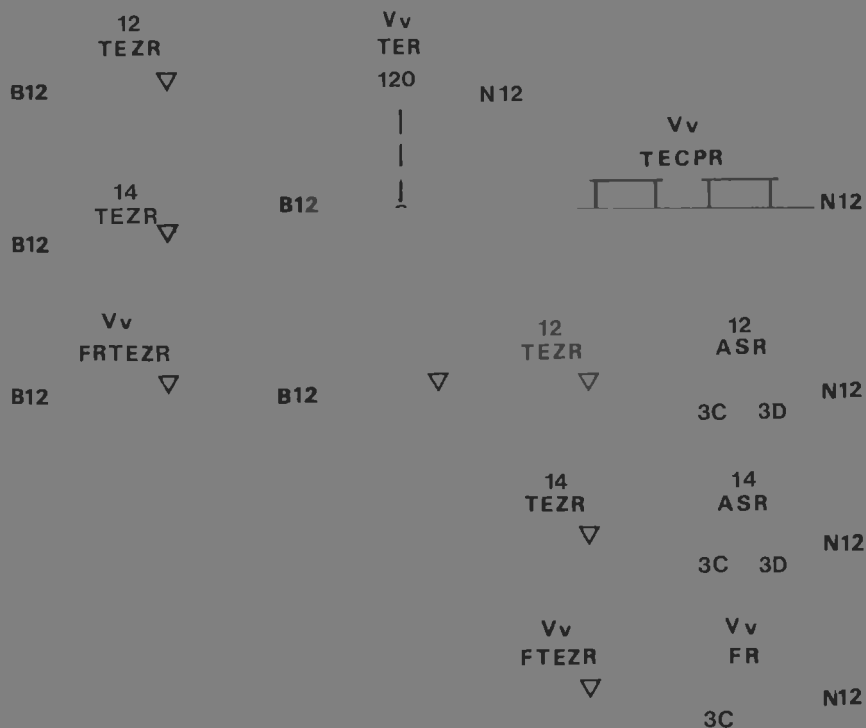 12
TEZR
B12
Vv
TER
120
N12
Vv
TECPR
14
TEZR
B12
B12
N12
Vv
FRTEZR
B12
B12
12
TEZR
12
ASR
3C 3D
N12
14
TEZR
14
ASR
3C 3D
N12
Vv
FTEZR
Vv
FR
3C
N12